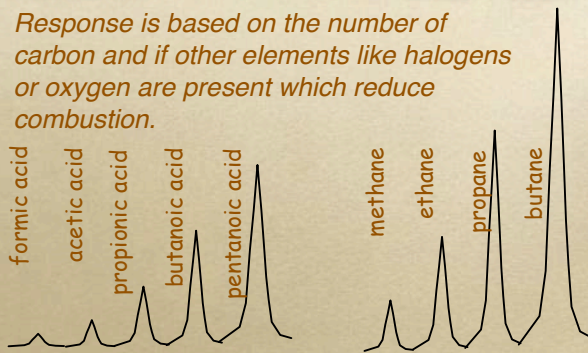 Response is based on the number of
carbon and if other elements like halogens
or oxygen are present which reduce
combustion.
formic acid
acetic acid
propionic acid
butanoic acid
pentanoic acid
methane
ethane
propane
butane